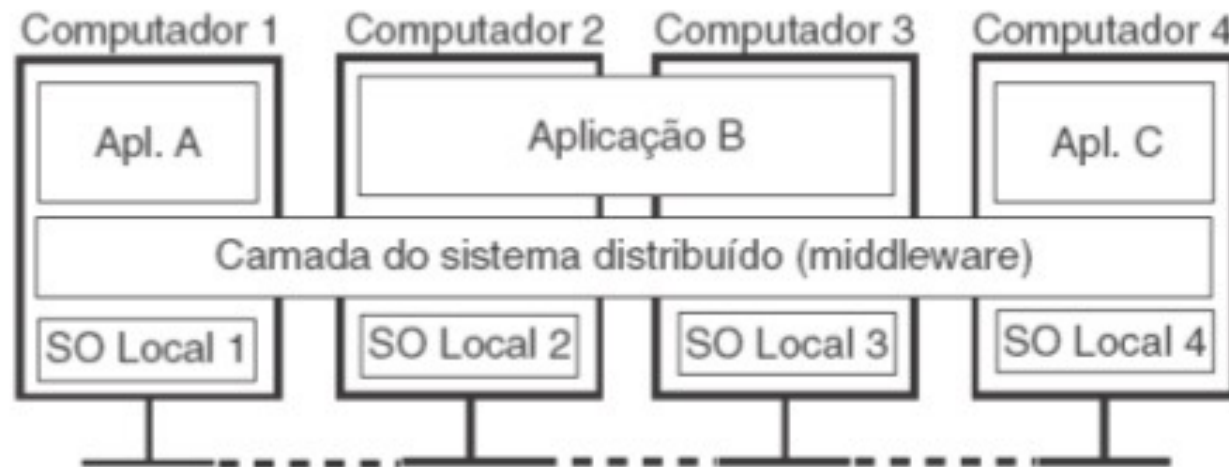 Computador 1 Computador 2 Computador 3 Computador 4
Apl. A Aplicação B Apl. C
Camada do sistema distribuído (middleware)
SO Local 1 SO Local 2 SO Local 3 SO Local 4